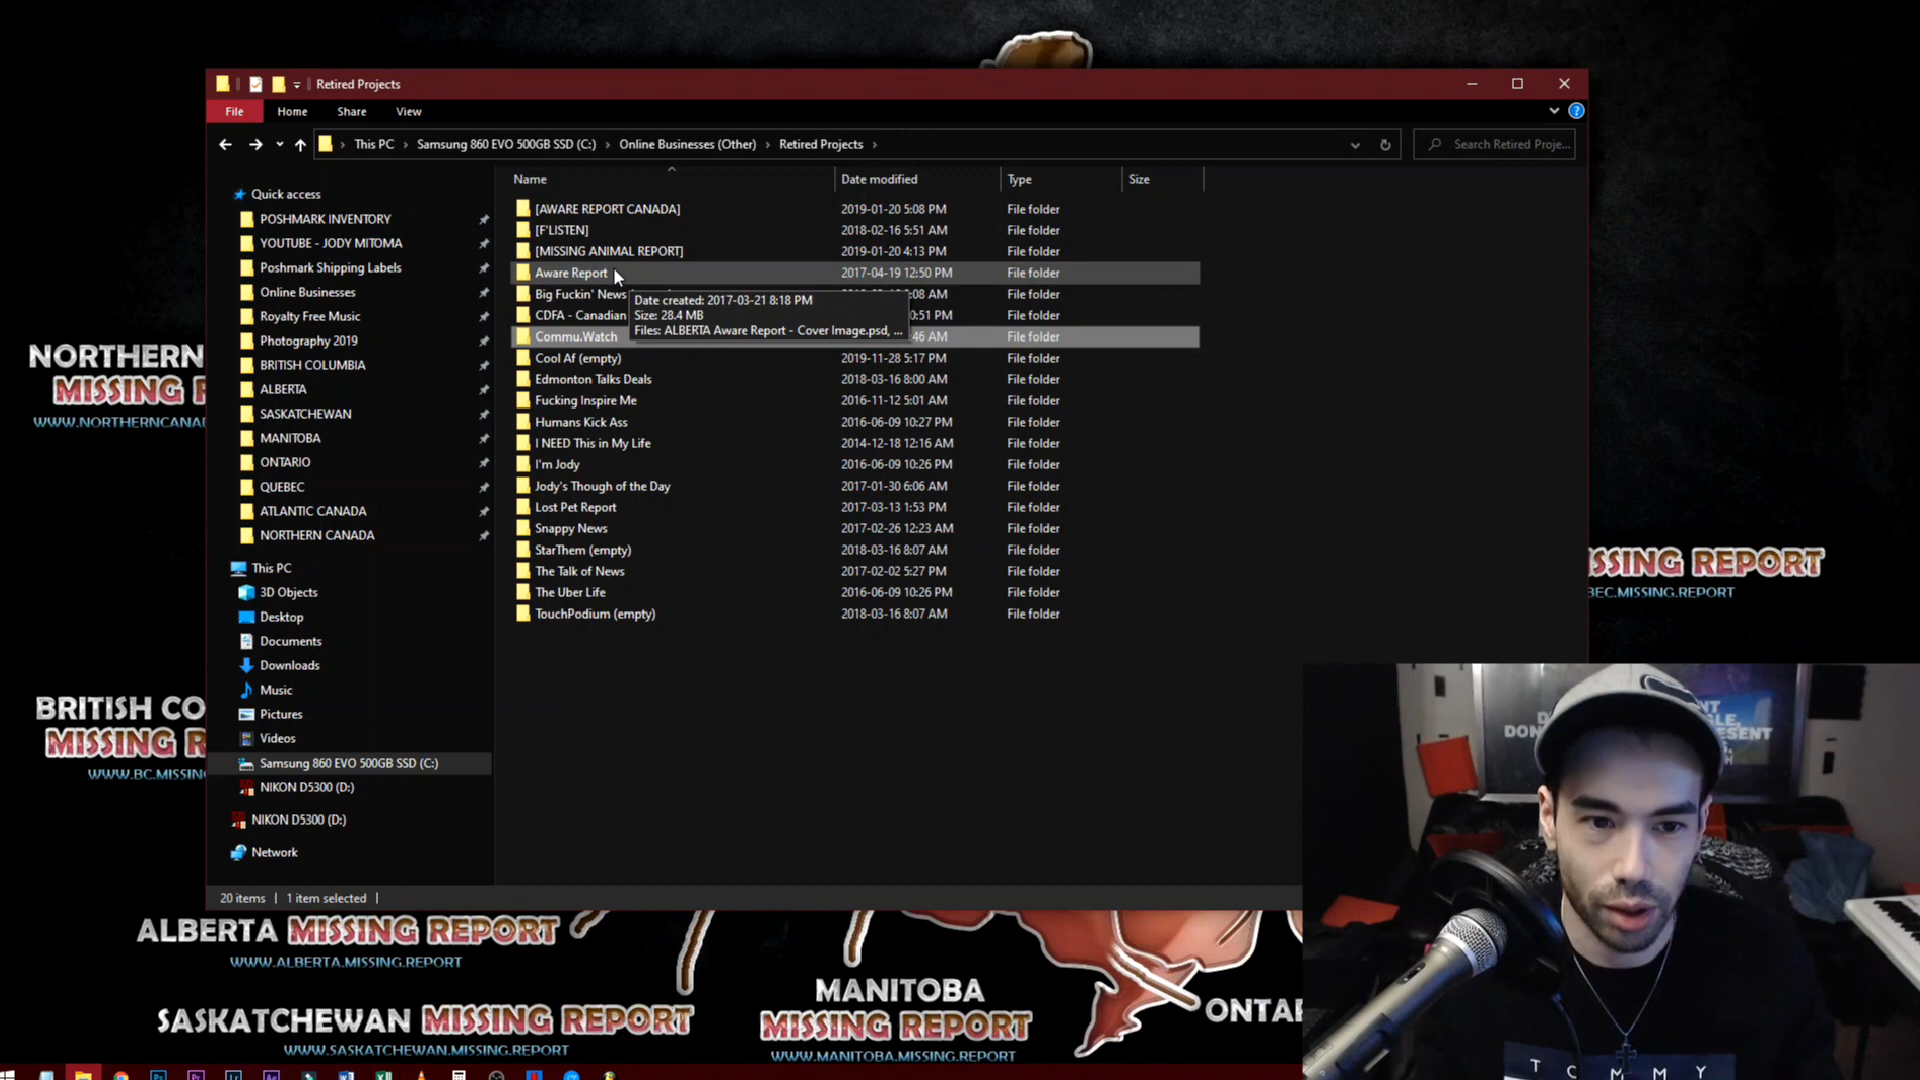 Retired Projects
File Home Share View
This PC Samsung 860 EVO 500GB SSD (C:) Online Businesses (Other) Retired Projects
Search Retired Proje...
Name Date modified Type Size
Quick access
POSHMARK INVENTORY
YOUTUBE - JODY MITOMA
Poshmark Shipping Labels
Online Businesses
Royalty Free Music
Photography 2019
BRITISH COLUMBIA
ALBERTA
SASKATCHEWAN
MANITOBA
ONTARIO
QUEBEC
ATLANTIC CANADA
NORTHERN CANADA
This PC
3D Objects
Desktop
Documents
Downloads
Music
Pictures
Videos
Samsung 860 EVO 500GB SSD (C:)
NIKON D5300 (D:)
NIKON D5300 (D:)
Network
[AWARE REPORT CANADA] 2019-01-20 5:08 PM File folder
[F'LISTEN] 2018-02-16 5:51 AM File folder
[MISSING ANIMAL REPORT] 2019-01-20 4:13 PM File folder
Aware Report 2017-04-19 12:50 PM File folder
Big Fuckin' News :08 AM File folder
CDFA - Canadian 0:51 PM File folder
Commu.Watch :46 AM File folder
Cool Af (empty) 2019-11-28 5:17 PM File folder
Edmonton Talks Deals 2018-03-16 8:00 AM File folder
Fucking Inspire Me 2016-11-12 5:01 AM File folder
Humans Kick Ass 2016-06-09 10:27 PM File folder
I NEED This in My Life 2014-12-18 12:16 AM File folder
I'm Jody 2016-06-09 10:26 PM File folder
Jody's Though of the Day 2017-01-30 6:06 AM File folder
Lost Pet Report 2017-03-13 1:53 PM File folder
Snappy News 2017-02-26 12:23 AM File folder
StarThem (empty) 2018-03-16 8:07 AM File folder
The Talk of News 2017-02-02 5:27 PM File folder
The Uber Life 2016-06-09 10:26 PM File folder
TouchPodium (empty) 2018-03-16 8:07 AM File folder
Date created: 2017-03-21 8:18 PM
Size: 28.4 MB
Files: ALBERTA Aware Report - Cover Image.psd, ...
20 items 1 item selected
NORTHERN
MISSING R
WWW.NORTHERNCANAD
BRITISH CO
MISSING R
WWW.BC.MISSING
SSING REPORT
BEC.MISSING.REPORT
ALBERTA MISSING REPORT
WWW.ALBERTA.MISSING.REPORT
SASKATCHEWAN MISSING REPORT
WWW.SASKATCHEWAN.MISSING.REPORT
MANITOBA
MISSING REPORT
WWW.MANITOBA.MISSING.REPORT
ONTAR
TOMMY